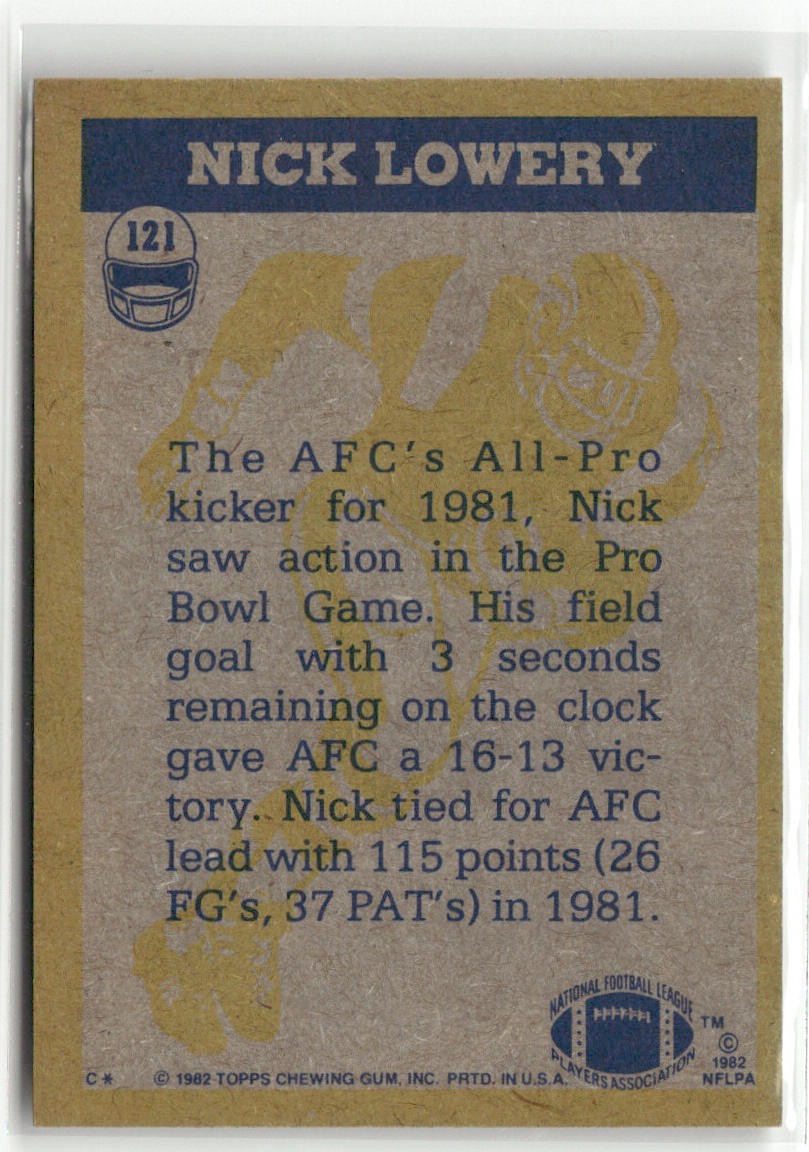 NICK LOWERY
121
The AFC's All-Pro
kicker for 1981, Nick
saw action in the Pro
Bowl Game. His field
goal with 3 seconds
remaining on the clock
gave AFC a 16-13 vic-
tory. Nick tied for AFC
lead with 115 points (26
FG's, 37 PAT's) in 1981.
NATIONAL FOOTBALL LEAGUE
PLAYERS ASSOCIATION
TM
©
1982
NFLPA
C* © 1982 TOPPS CHEWING GUM, INC. PRTD. IN U.S.A.